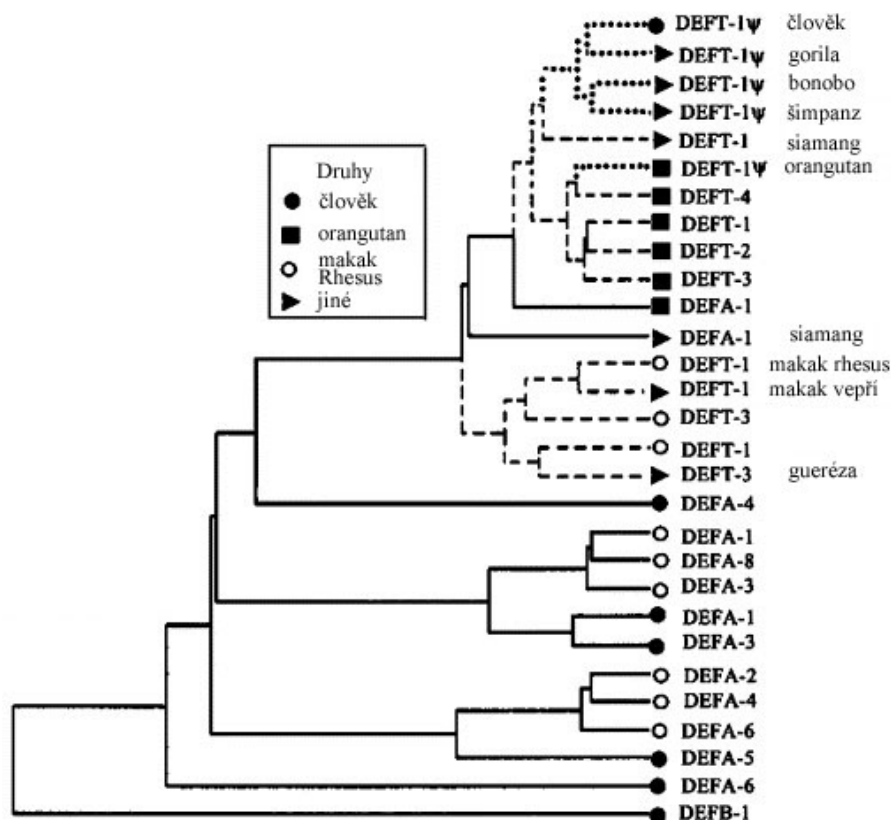 DEFT-1ψ člověk
DEFT-1ψ gorila
DEFT-1ψ bonobo
DEFT-1ψ šimpanz
DEFT-1 siamang
DEFT-1ψ orangutan
DEFT-4
DEFT-1
DEFT-2
DEFT-3
DEFA-1
DEFA-1 siamang
DEFT-1 makak rhesus
DEFT-1 makak vepří
DEFT-3
DEFT-1
DEFT-3 gueréza
DEFA-4
DEFA-1
DEFA-8
DEFA-3
DEFA-1
DEFA-3
DEFA-2
DEFA-4
DEFA-6
DEFA-5
DEFA-6
DEFB-1
Druhy
člověk
orangutan
makak
Rhesus
jiné